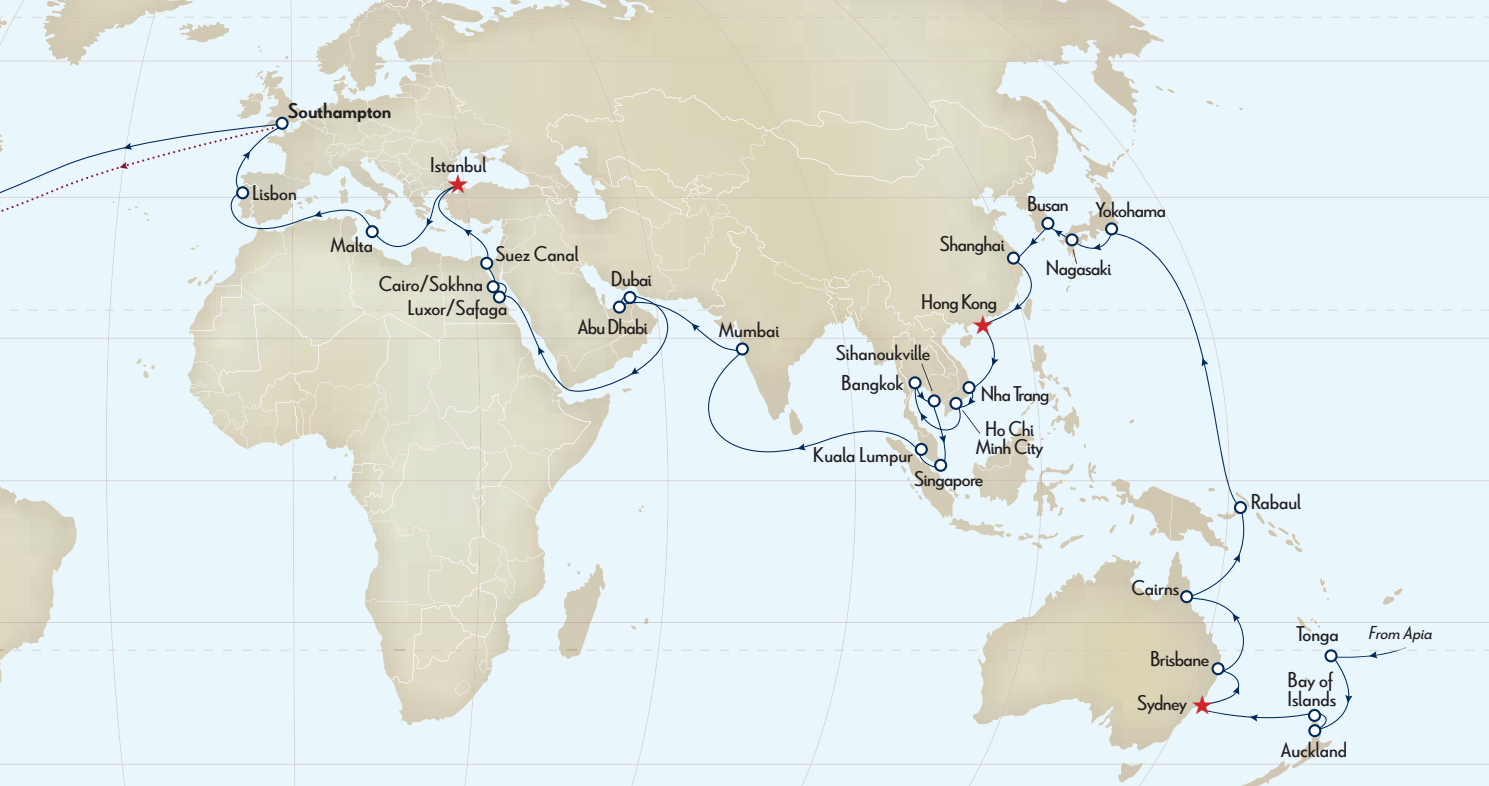 Southampton
Istanbul
Lisbon
Malta
Suez Canal
Cairo/Sokhna
Luxor/Safaga
Dubai
Abu Dhabi
Mumbai
Busan
Yokohama
Shanghai
Nagasaki
Hong Kong
Sihanoukville
Bangkok
Nha Trang
Ho Chi
Minh City
Kuala Lumpur
Singapore
Rabaul
Cairns
Tonga
From Apia
Brisbane
Bay of
Islands
Sydney
Auckland